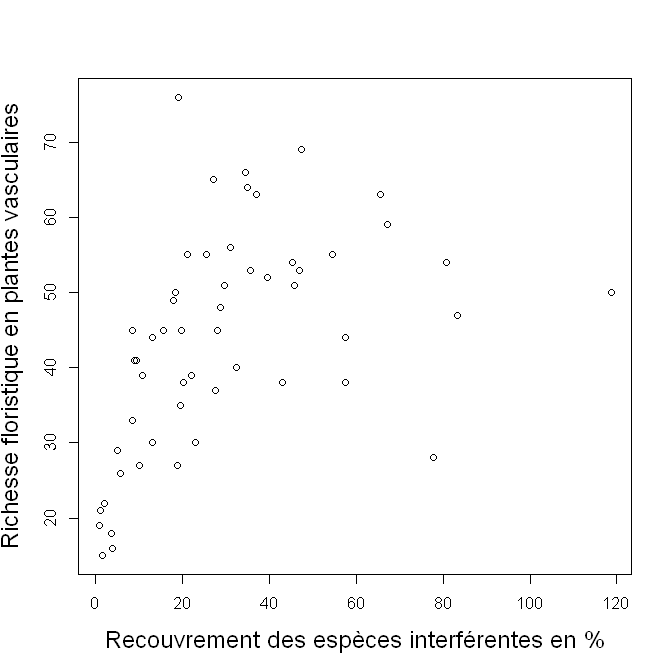 Richesse floristique en plantes vasculaires
70
60
50
40
30
20
0 20 40 60 80 100 120
Recouvrement des espèces interférentes en %